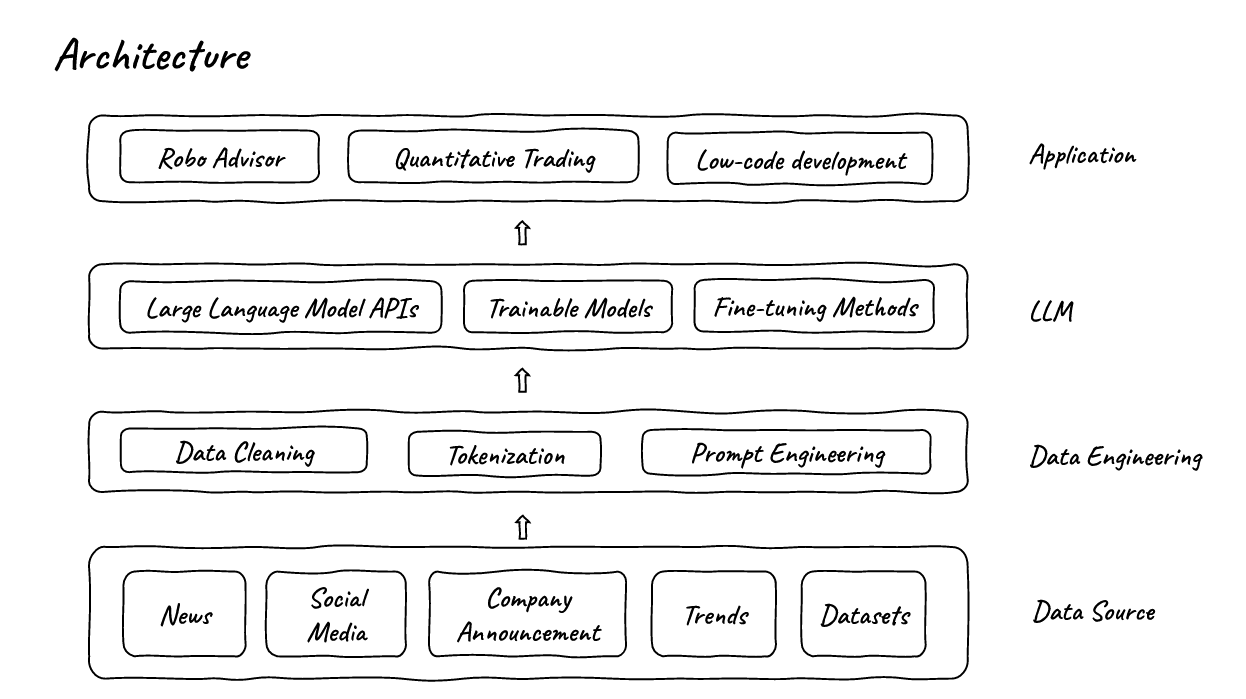 Architecture
Robo Advisor
Quantitative Trading
Low-code development
Application
Large Language Model APIs
Trainable Models
Fine-tuning Methods
LLM
Data Cleaning
Tokenization
Prompt Engineering
Data Engineering
News
Social
Media
Company
Announcement
Trends
Datasets
Data Source